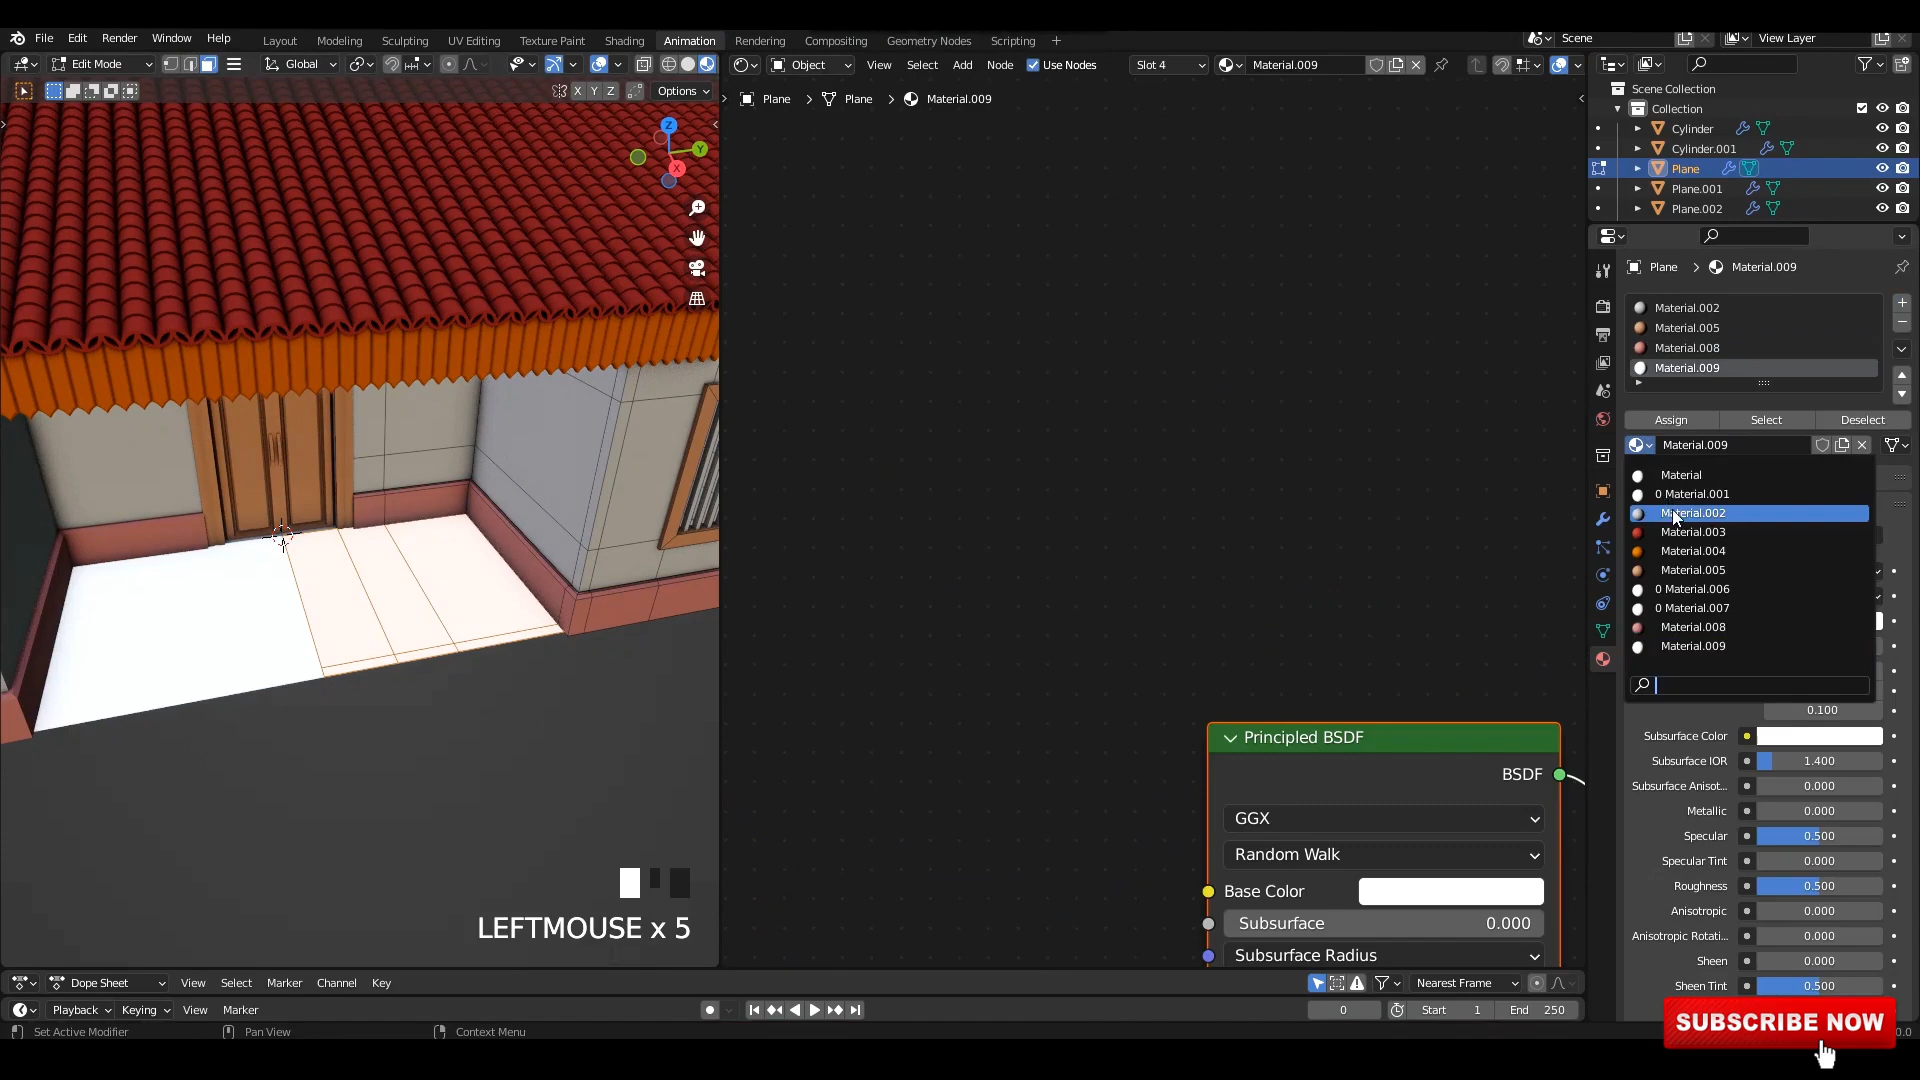 File Edit Render Window Help
Layout Modeling Sculpting UV Editing Texture Paint Shading Animation Rendering Compositing Geometry Nodes Scripting +
Scene View Layer
Edit Mode Global
Object View Select Add Node Use Nodes Slot 4 Material.009
X Y Z Options
Plane > Plane > Material.009
Z
Y
X
Scene Collection
Collection
Cylinder
Cylinder.001
Plane
Plane.001
Plane.002
Plane > Material.009
Material.002
Material.005
Material.008
Material.009
Assign Select Deselect
Material.009
Material
0 Material.001
Material.002
Material.003
Material.004
Material.005
0 Material.006
0 Material.007
Material.008
Material.009
0.100
Subsurface Color
Subsurface IOR 1.400
Subsurface Anisot... 0.000
Metallic 0.000
Specular 0.500
Specular Tint 0.000
Roughness 0.500
Anisotropic 0.000
Anisotropic Rotati... 0.000
Sheen 0.000
Sheen Tint 0.500
Principled BSDF
BSDF
GGX
Random Walk
Base Color
Subsurface 0.000
Subsurface Radius
LEFTMOUSE x 5
Dope Sheet View Select Marker Channel Key Nearest Frame
Playback Keying View Marker 0 Start 1 End 250
Set Active Modifier Pan View Context Menu
SUBSCRIBE NOW